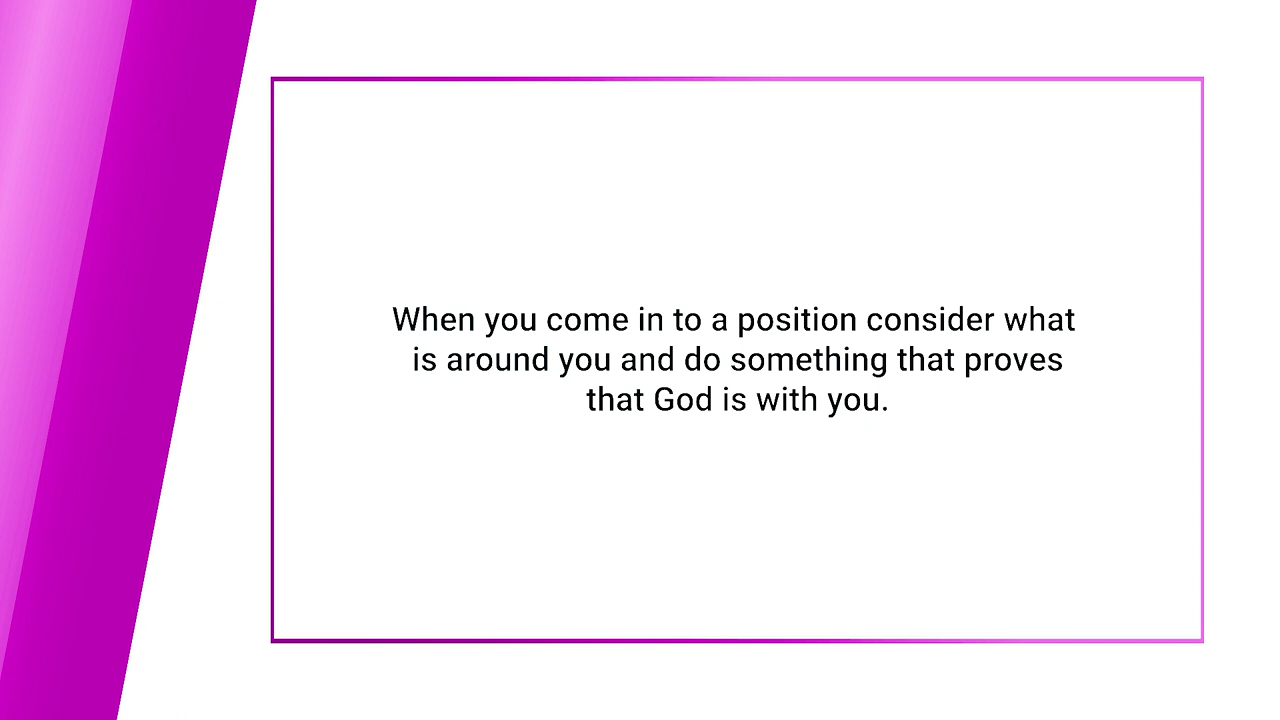 When you come in to a position consider what
is around you and do something that proves
that God is with you.